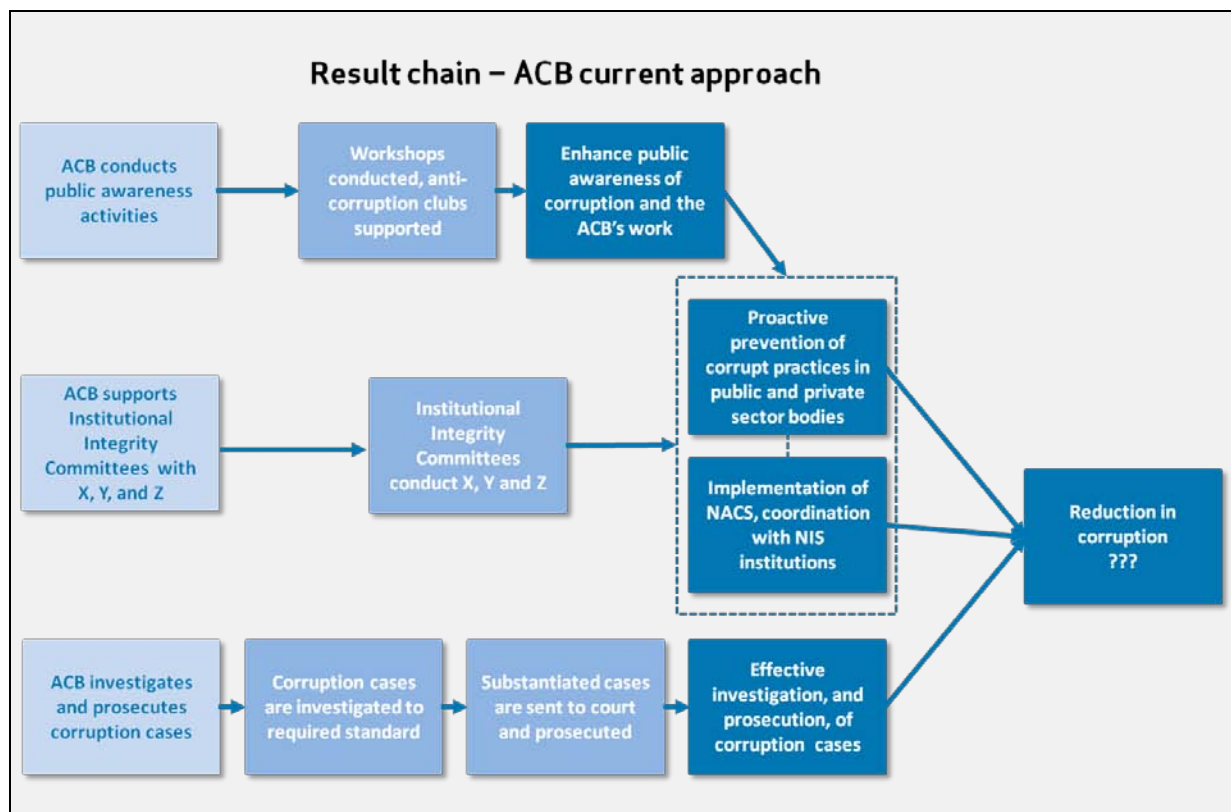 Result chain – ACB current approach
ACB conducts
public awareness
activities
Workshops
conducted, anti-
corruption clubs
supported
Enhance public
awareness of
corruption and the
ACB's work
Proactive
prevention of
corrupt practices in
public and private
sector bodies
ACB supports
Institutional
Integrity
Committees with
X, Y, and Z
Institutional
Integrity
Committees
conduct X, Y and Z
Implementation of
NACS, coordination
with NIS
institutions
Reduction in
corruption
???
ACB investigates
and prosecutes
corruption cases
Corruption cases
are investigated to
required standard
Substantiated cases
are sent to court
and prosecuted
Effective
investigation, and
prosecution, of
corruption cases